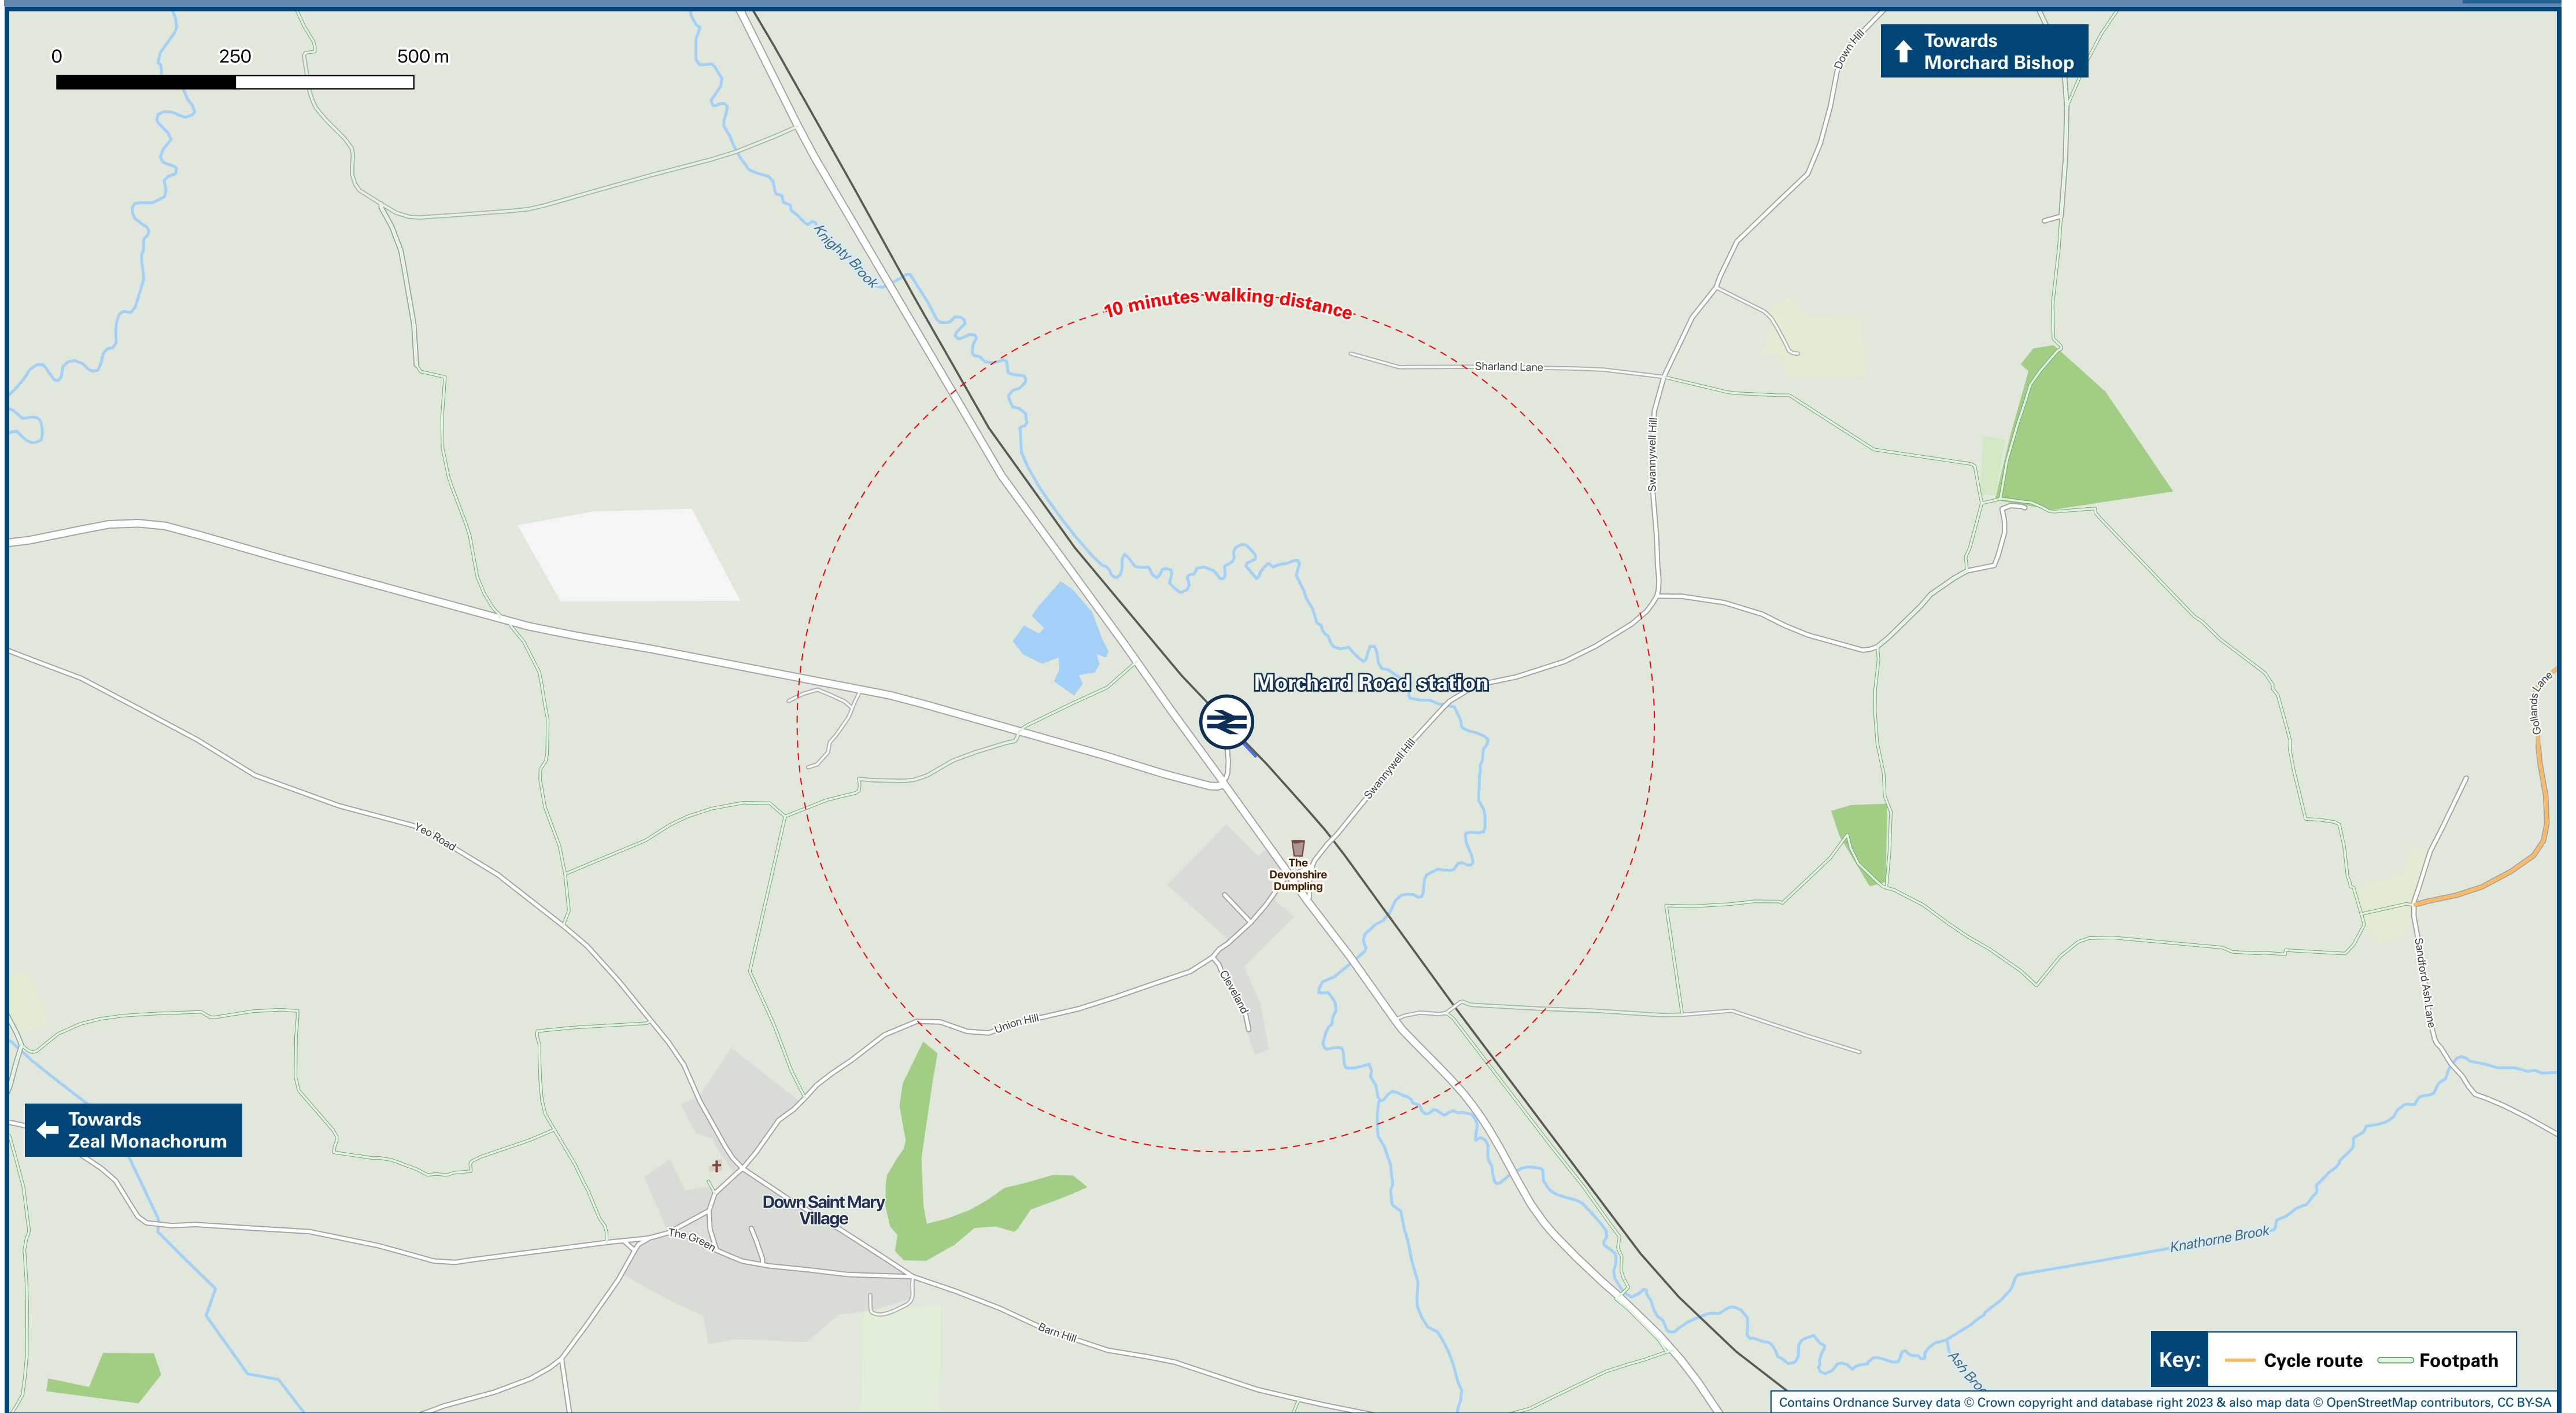 0 250 500 m
Towards
Morchard Bishop
Down Hill
Knighty Brook
10 minutes walking distance
Sharland Lane
Swannywell Hill
Morchard Road station
Gollands Lane
Swannywell Hill
Yeo Road
The
Devonshire
Dumpling
Sandford Ash Lane
Cleveland
Union Hill
Towards
Zeal Monachorum
Down Saint Mary
Village
The Green
Knathorne Brook
Barn Hill
Key: Cycle route Footpath
Ash Broo
Contains Ordnance Survey data © Crown copyright and database right 2023 & also map data © OpenStreetMap contributors, CC BY-SA